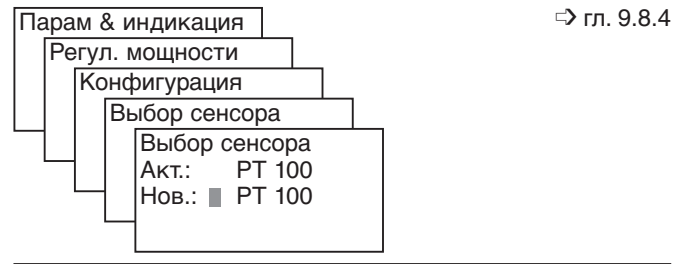 Парам & индикация
➩ гл. 9.8.4
Регул. мощности
Конфигурация
Выбор сенсора
Выбор сенсора
Акт.: PT 100
Нов.: PT 100